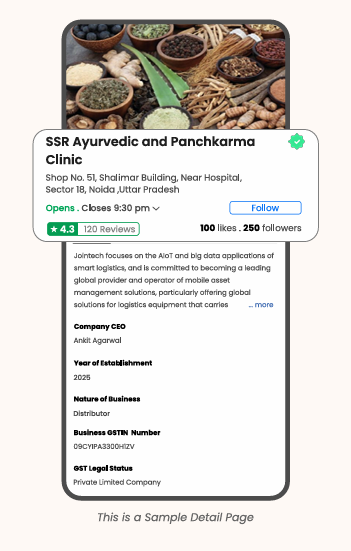 SSR Ayurvedic and Panchkarma
Clinic
Shop No. 51, Shalimar Building, Near Hospital,
Sector 18, Noida ,Uttar Pradesh
Opens . Closes 9:30 pm
Follow
★ 4.3 120 Reviews
100 likes . 250 followers
Jointech focuses on the AIoT and big data applications of
smart logistics, and is committed to becoming a leading
global provider and operator of mobile asset
management solutions, particularly offering global
solutions for logistics equipment that carries ... more
Company CEO
Ankit Agarwal
Year of Establishment
2025
Nature of Business
Distributor
Business GSTIN Number
09CYIPA3300H1ZV
GST Legal Status
Private Limited Company
This is a Sample Detail Page